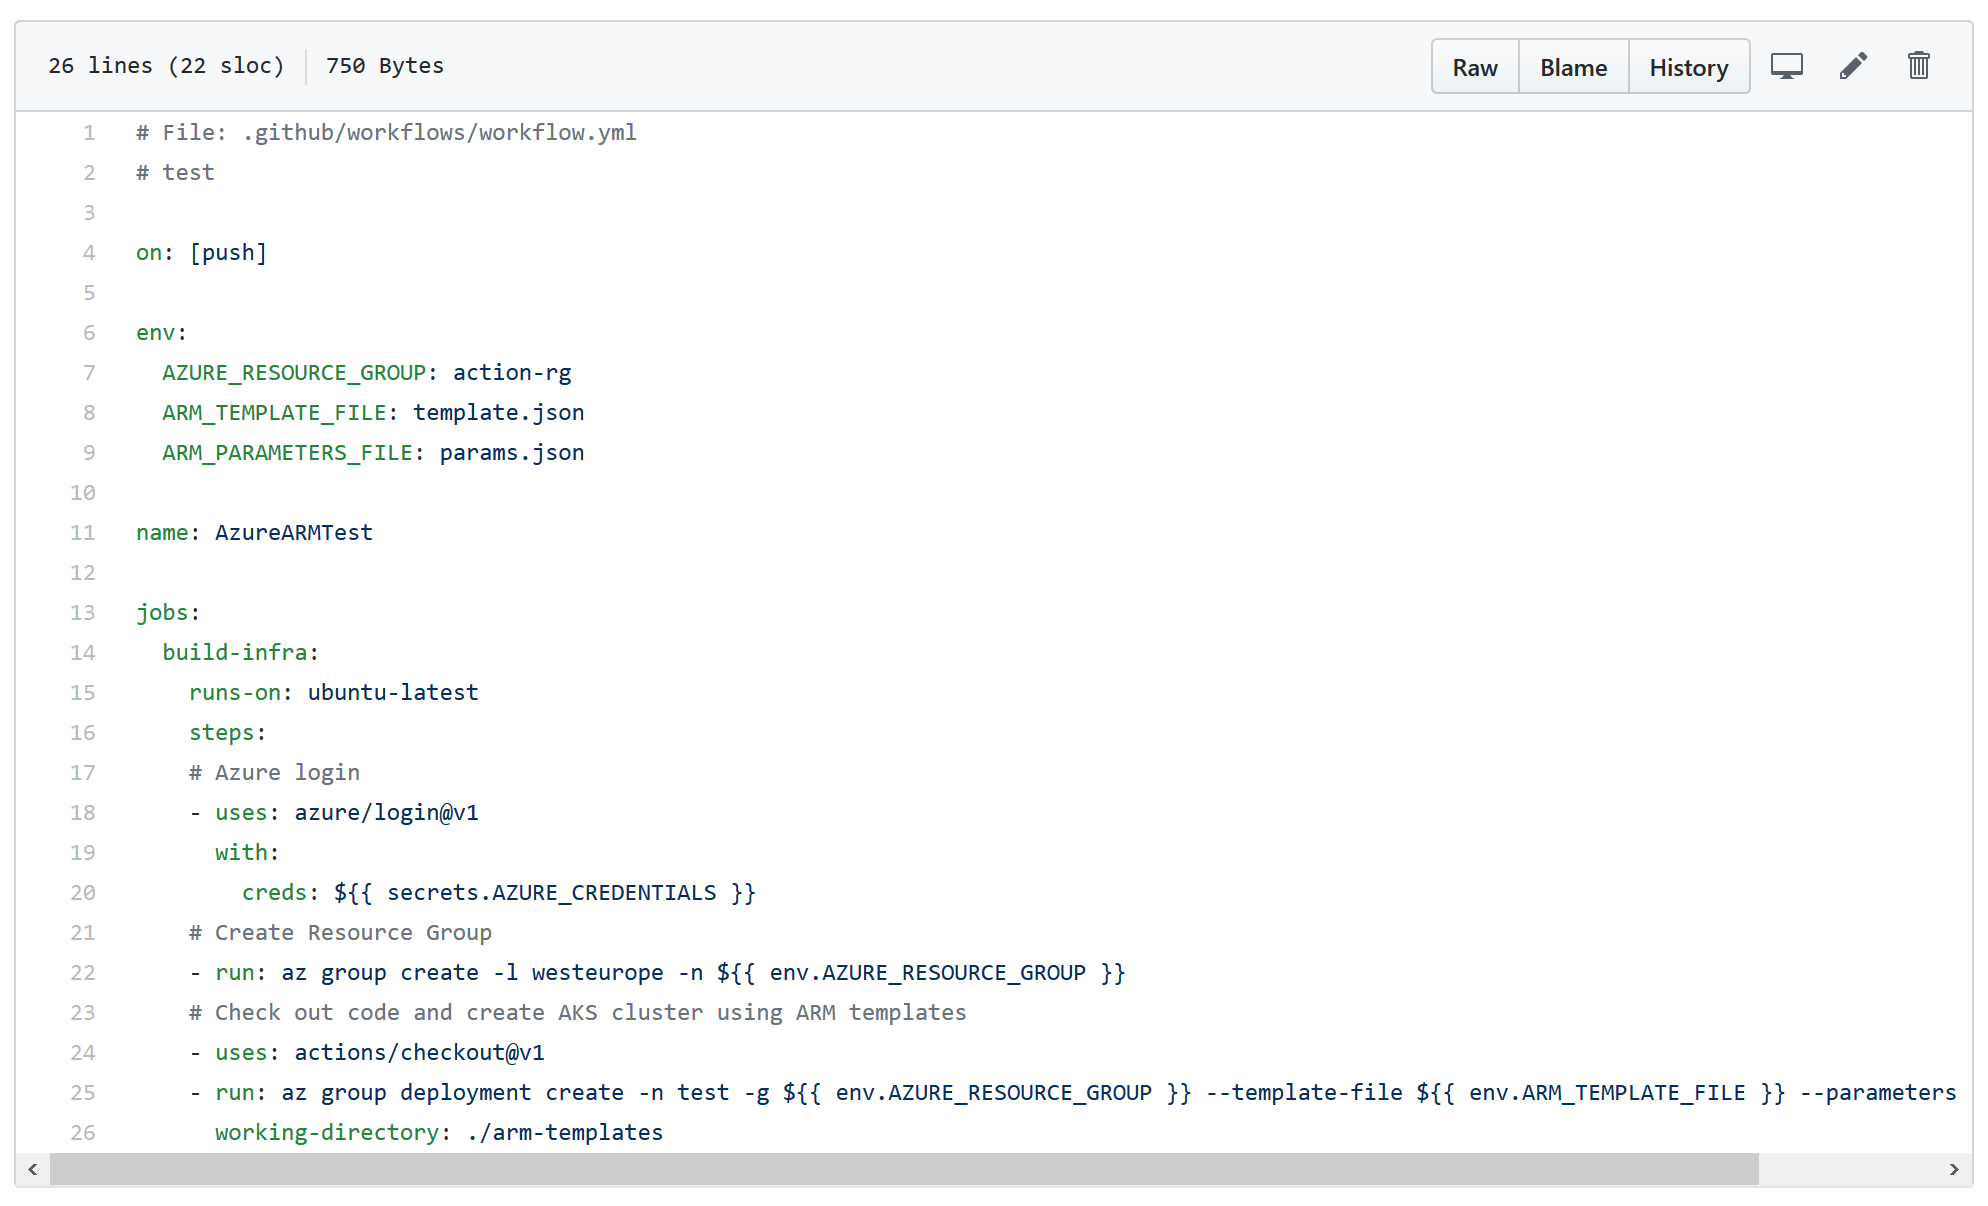 26 lines (22 sloc) 750 Bytes Raw Blame History
1 # File: .github/workflows/workflow.yml
2 # test
3
4 on: [push]
5
6 env:
7   AZURE_RESOURCE_GROUP: action-rg
8   ARM_TEMPLATE_FILE: template.json
9   ARM_PARAMETERS_FILE: params.json
10
11 name: AzureARMTest
12
13 jobs:
14   build-infra:
15     runs-on: ubuntu-latest
16     steps:
17     # Azure login
18     - uses: azure/login@v1
19       with:
20         creds: ${{ secrets.AZURE_CREDENTIALS }}
21     # Create Resource Group
22     - run: az group create -l westeurope -n ${{ env.AZURE_RESOURCE_GROUP }}
23     # Check out code and create AKS cluster using ARM templates
24     - uses: actions/checkout@v1
25     - run: az group deployment create -n test -g ${{ env.AZURE_RESOURCE_GROUP }} --template-file ${{ env.ARM_TEMPLATE_FILE }} --parameters
26       working-directory: ./arm-templates